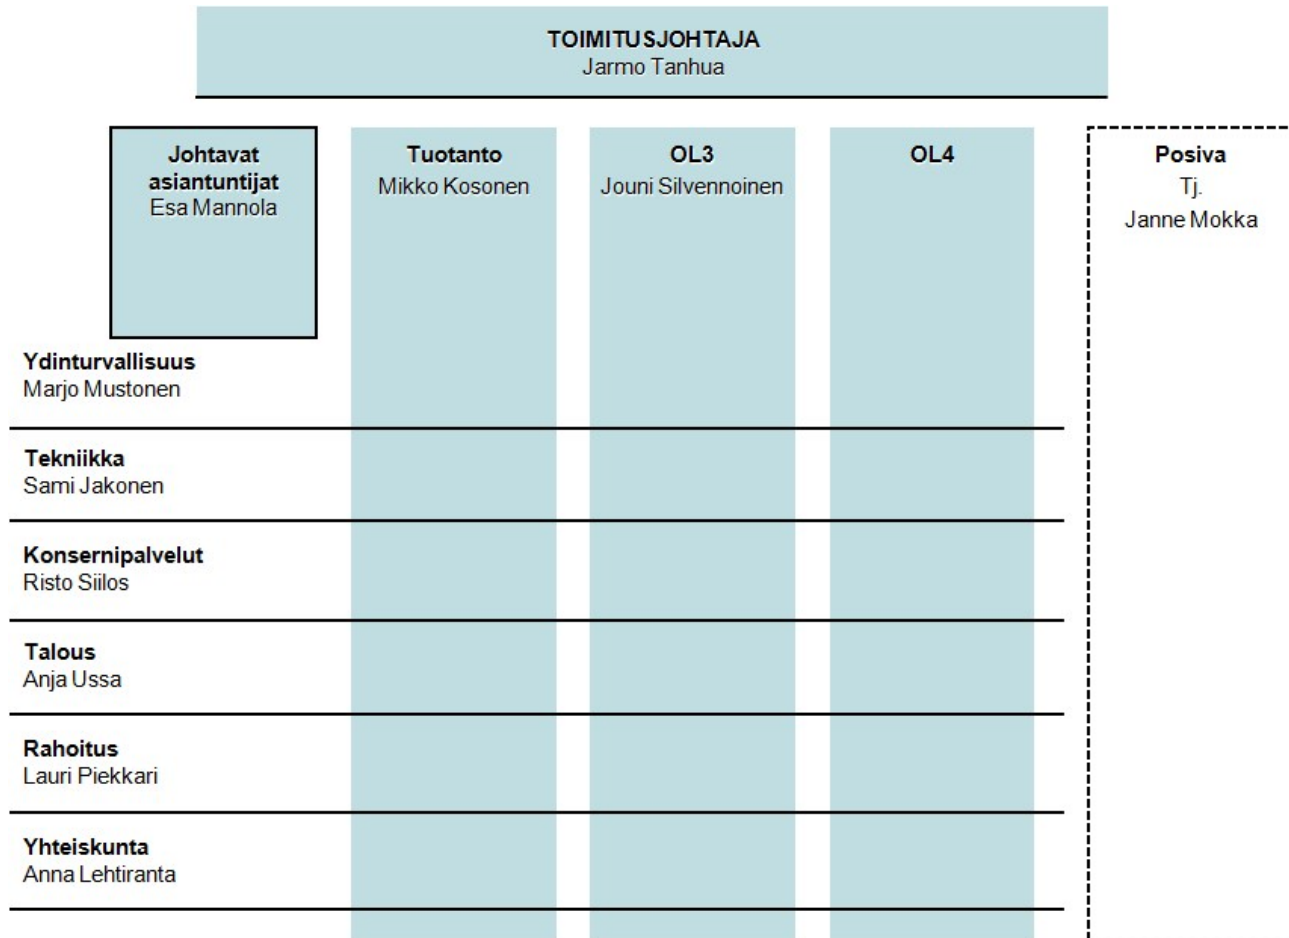 TOIMITUSJOHTAJA
Jarmo Tanhua
Johtavat
asiantuntijat
Esa Mannola
Tuotanto
Mikko Kosonen
OL3
Jouni Silvennoinen
OL4
Posiva
Tj.
Janne Mokka
Ydinturvallisuus
Marjo Mustonen
Tekniikka
Sami Jakonen
Konsernipalvelut
Risto Siilos
Talous
Anja Ussa
Rahoitus
Lauri Piekkari
Yhteiskunta
Anna Lehtiranta